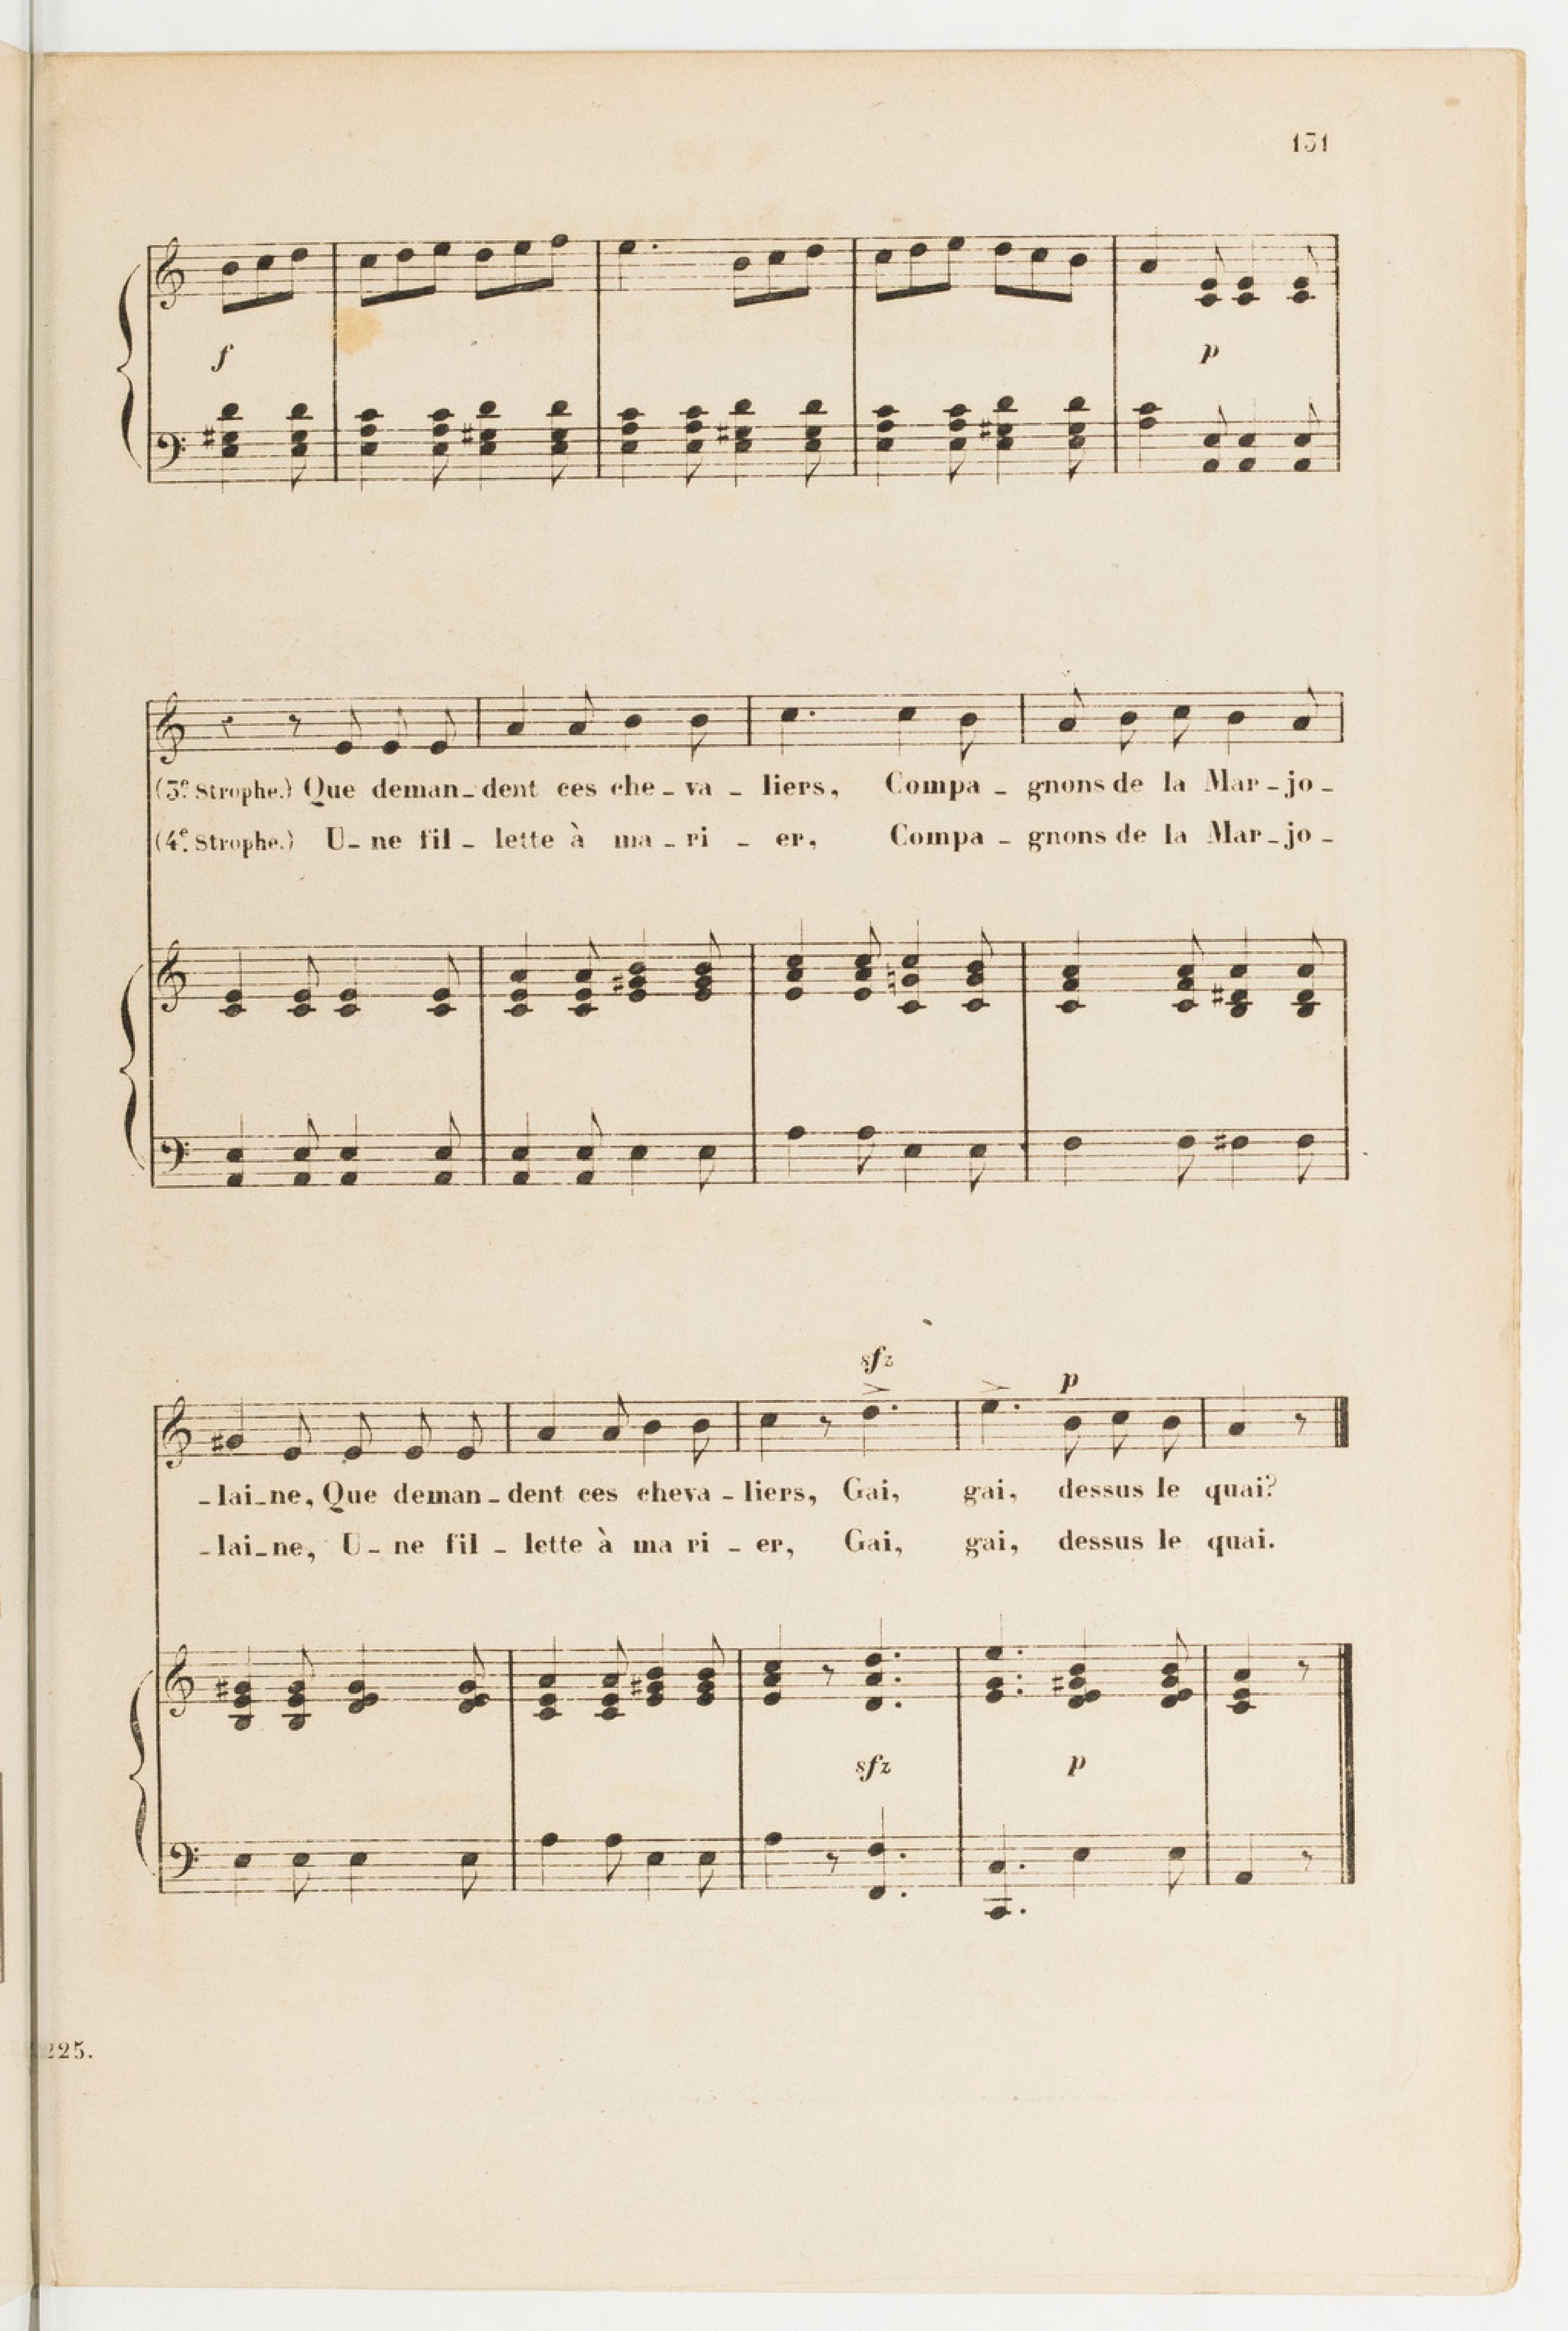 131
f
p
(3e. Strophe.) Que deman_dent ces che_va_liers, Compa_gnons de la Mar_jo_
(4e. Strophe.) U_ne fil_lette à ma_ri_er, Compa_gnons de la Mar_jo_
sfz
p
_lai_ne, Que deman_dent ces cheva_liers, Gai, gai, dessus le quai?
_lai_ne, U_ne fil_lette à ma ri_er, Gai, gai, dessus le quai.
sfz
p
225.